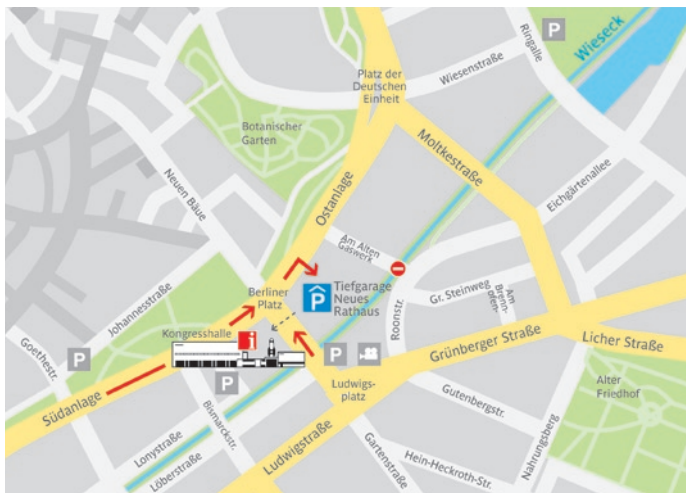 P
Ringallee
Wieseck
Wiesenstraße
Platz der
Deutschen
Einheit
Botanischer
Garten
Moltkestraße
Neuen Bäue
Ostanlage
Eichgärtenallee
Am Alten
Gaswerk
Berliner
Platz
P
Tiefgarage
Neues
Rathaus
Gr. Steinweg
Am
Brenn-
ofen
Johannesstraße
Roonstr.
Kongresshalle
i
Goethestr.
P
P
P
Grünberger Straße
Licher Straße
Südanlage
Ludwigs-
platz
Alter
Friedhof
Bismarckstr.
Gutenbergstr.
Lonystraße
Löberstraße
Ludwigstraße
Gartenstraße
Hein-Heckroth-Str.
Nahrungsberg